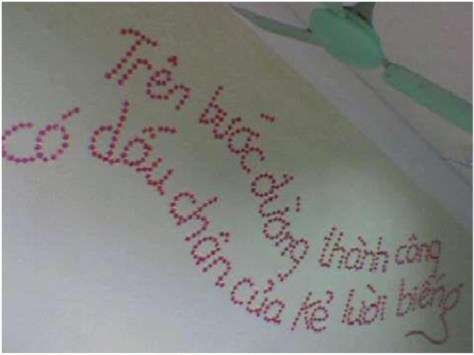 Trên bước đường thành công
có dấu chân của kẻ lười biếng